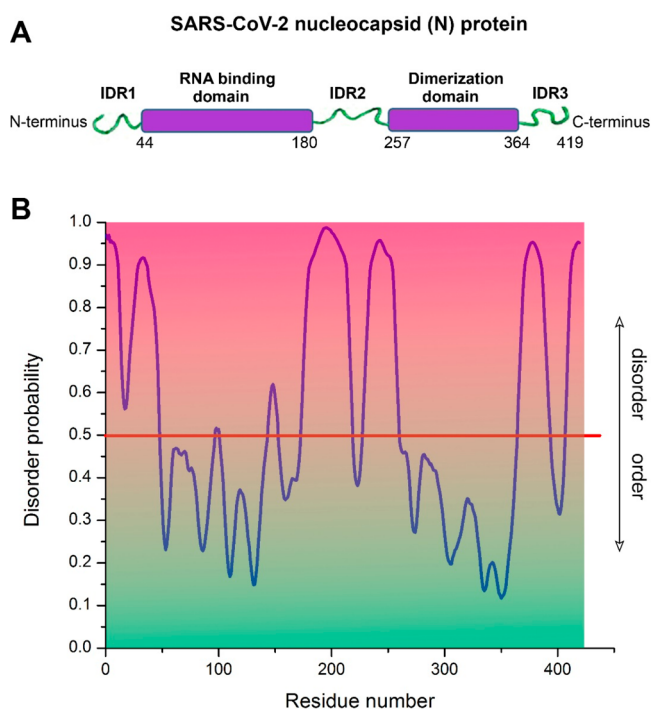 A
SARS-CoV-2 nucleocapsid (N) protein
IDR1
RNA binding
domain
IDR2
Dimerization
domain
IDR3
N-terminus
C-terminus
44
180
257
364
419
B
1.0
0.9
0.8
0.7
0.6
0.5
0.4
0.3
0.2
0.1
0.0
Disorder probability
disorder
order
0
100
200
300
400
Residue number